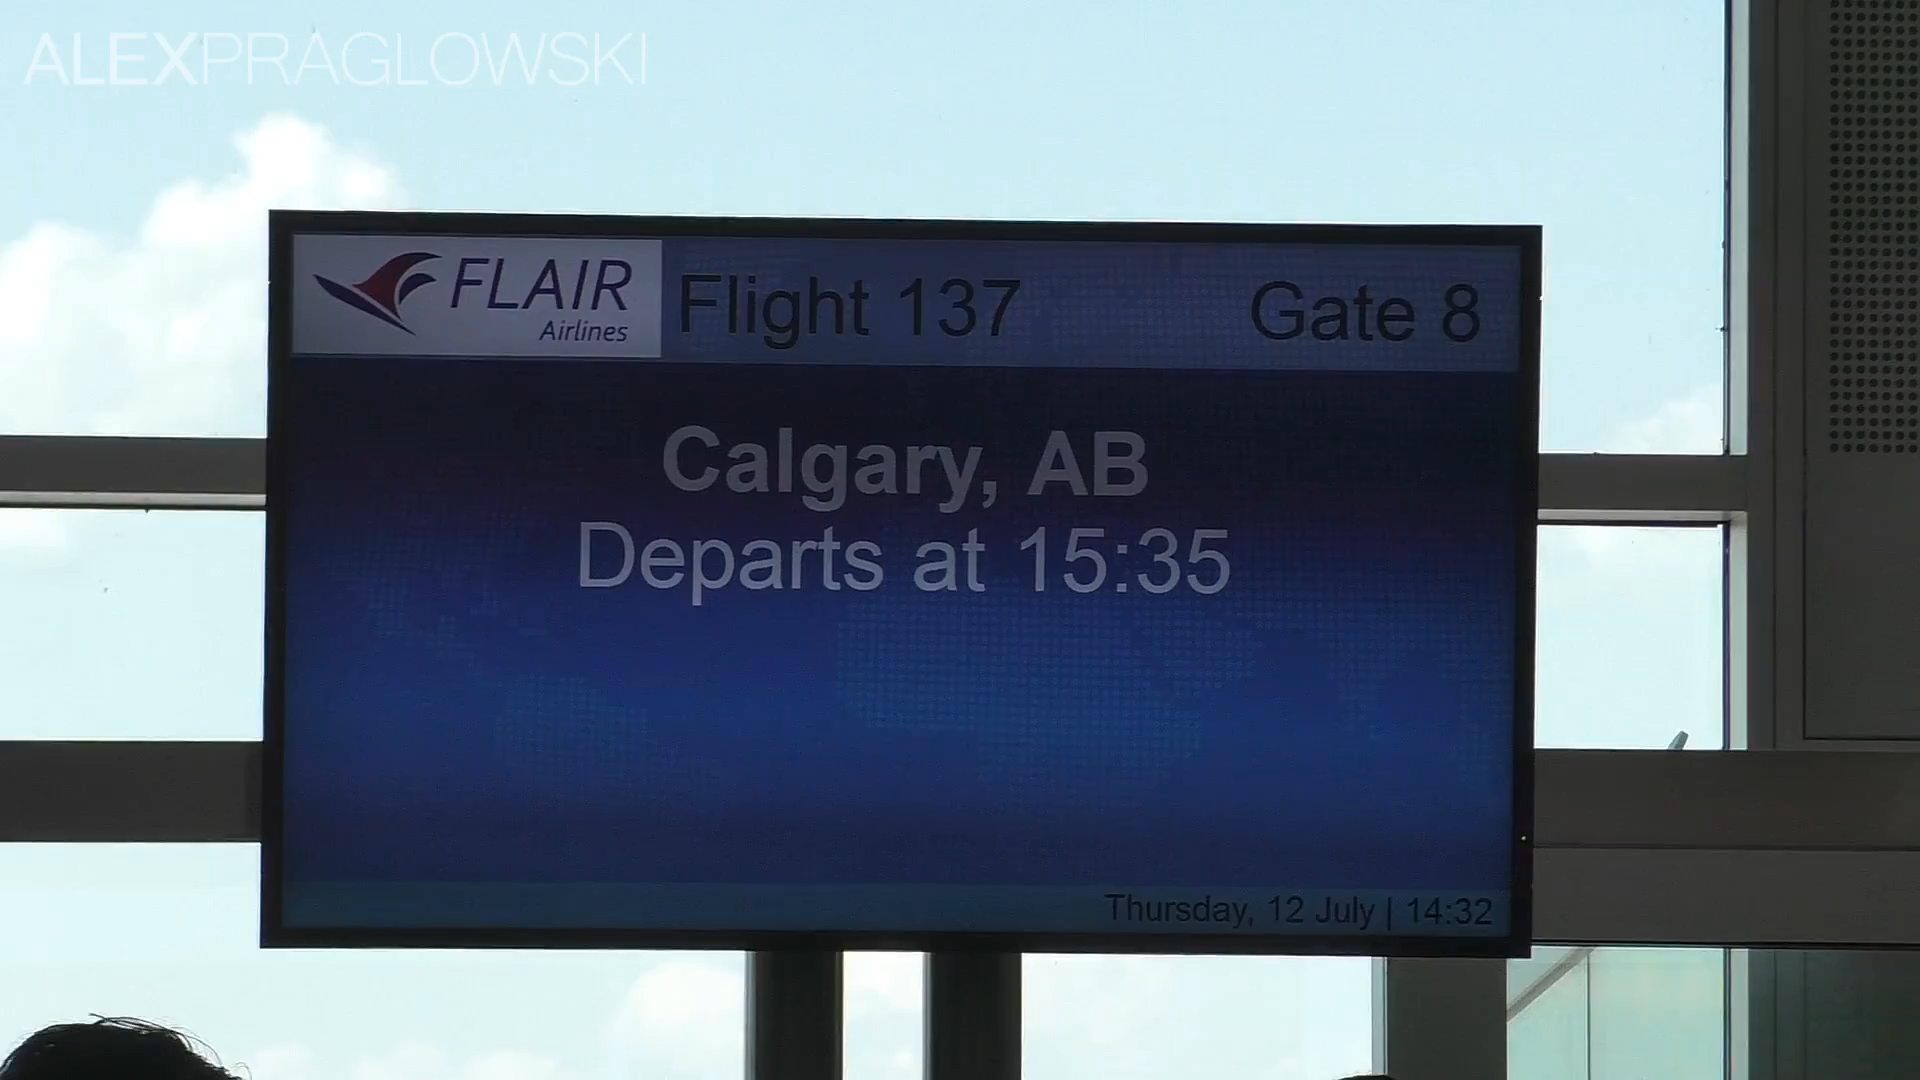 ALEXPRAGLOWSKI
FLAIR
Airlines
Flight 137
Gate 8
Calgary, AB
Departs at 15:35
Thursday, 12 July | 14:32